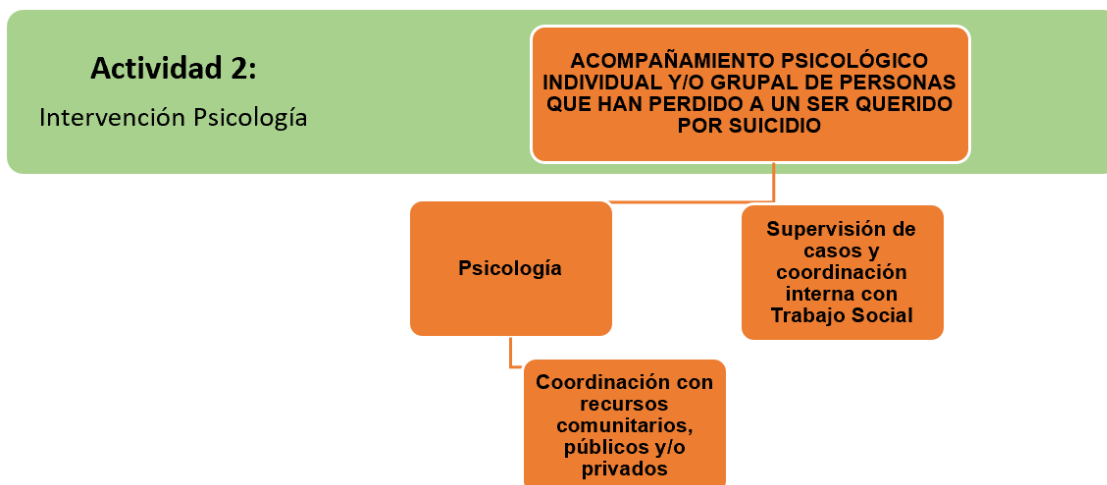 Actividad 2:
Intervención Psicología
ACOMPAÑAMIENTO PSICOLÓGICO
INDIVIDUAL Y/O GRUPAL DE PERSONAS
QUE HAN PERDIDO A UN SER QUERIDO
POR SUICIDIO
Psicología
Supervisión de
casos y
coordinación
interna con
Trabajo Social
Coordinación con
recursos
comunitarios,
públicos y/o
privados